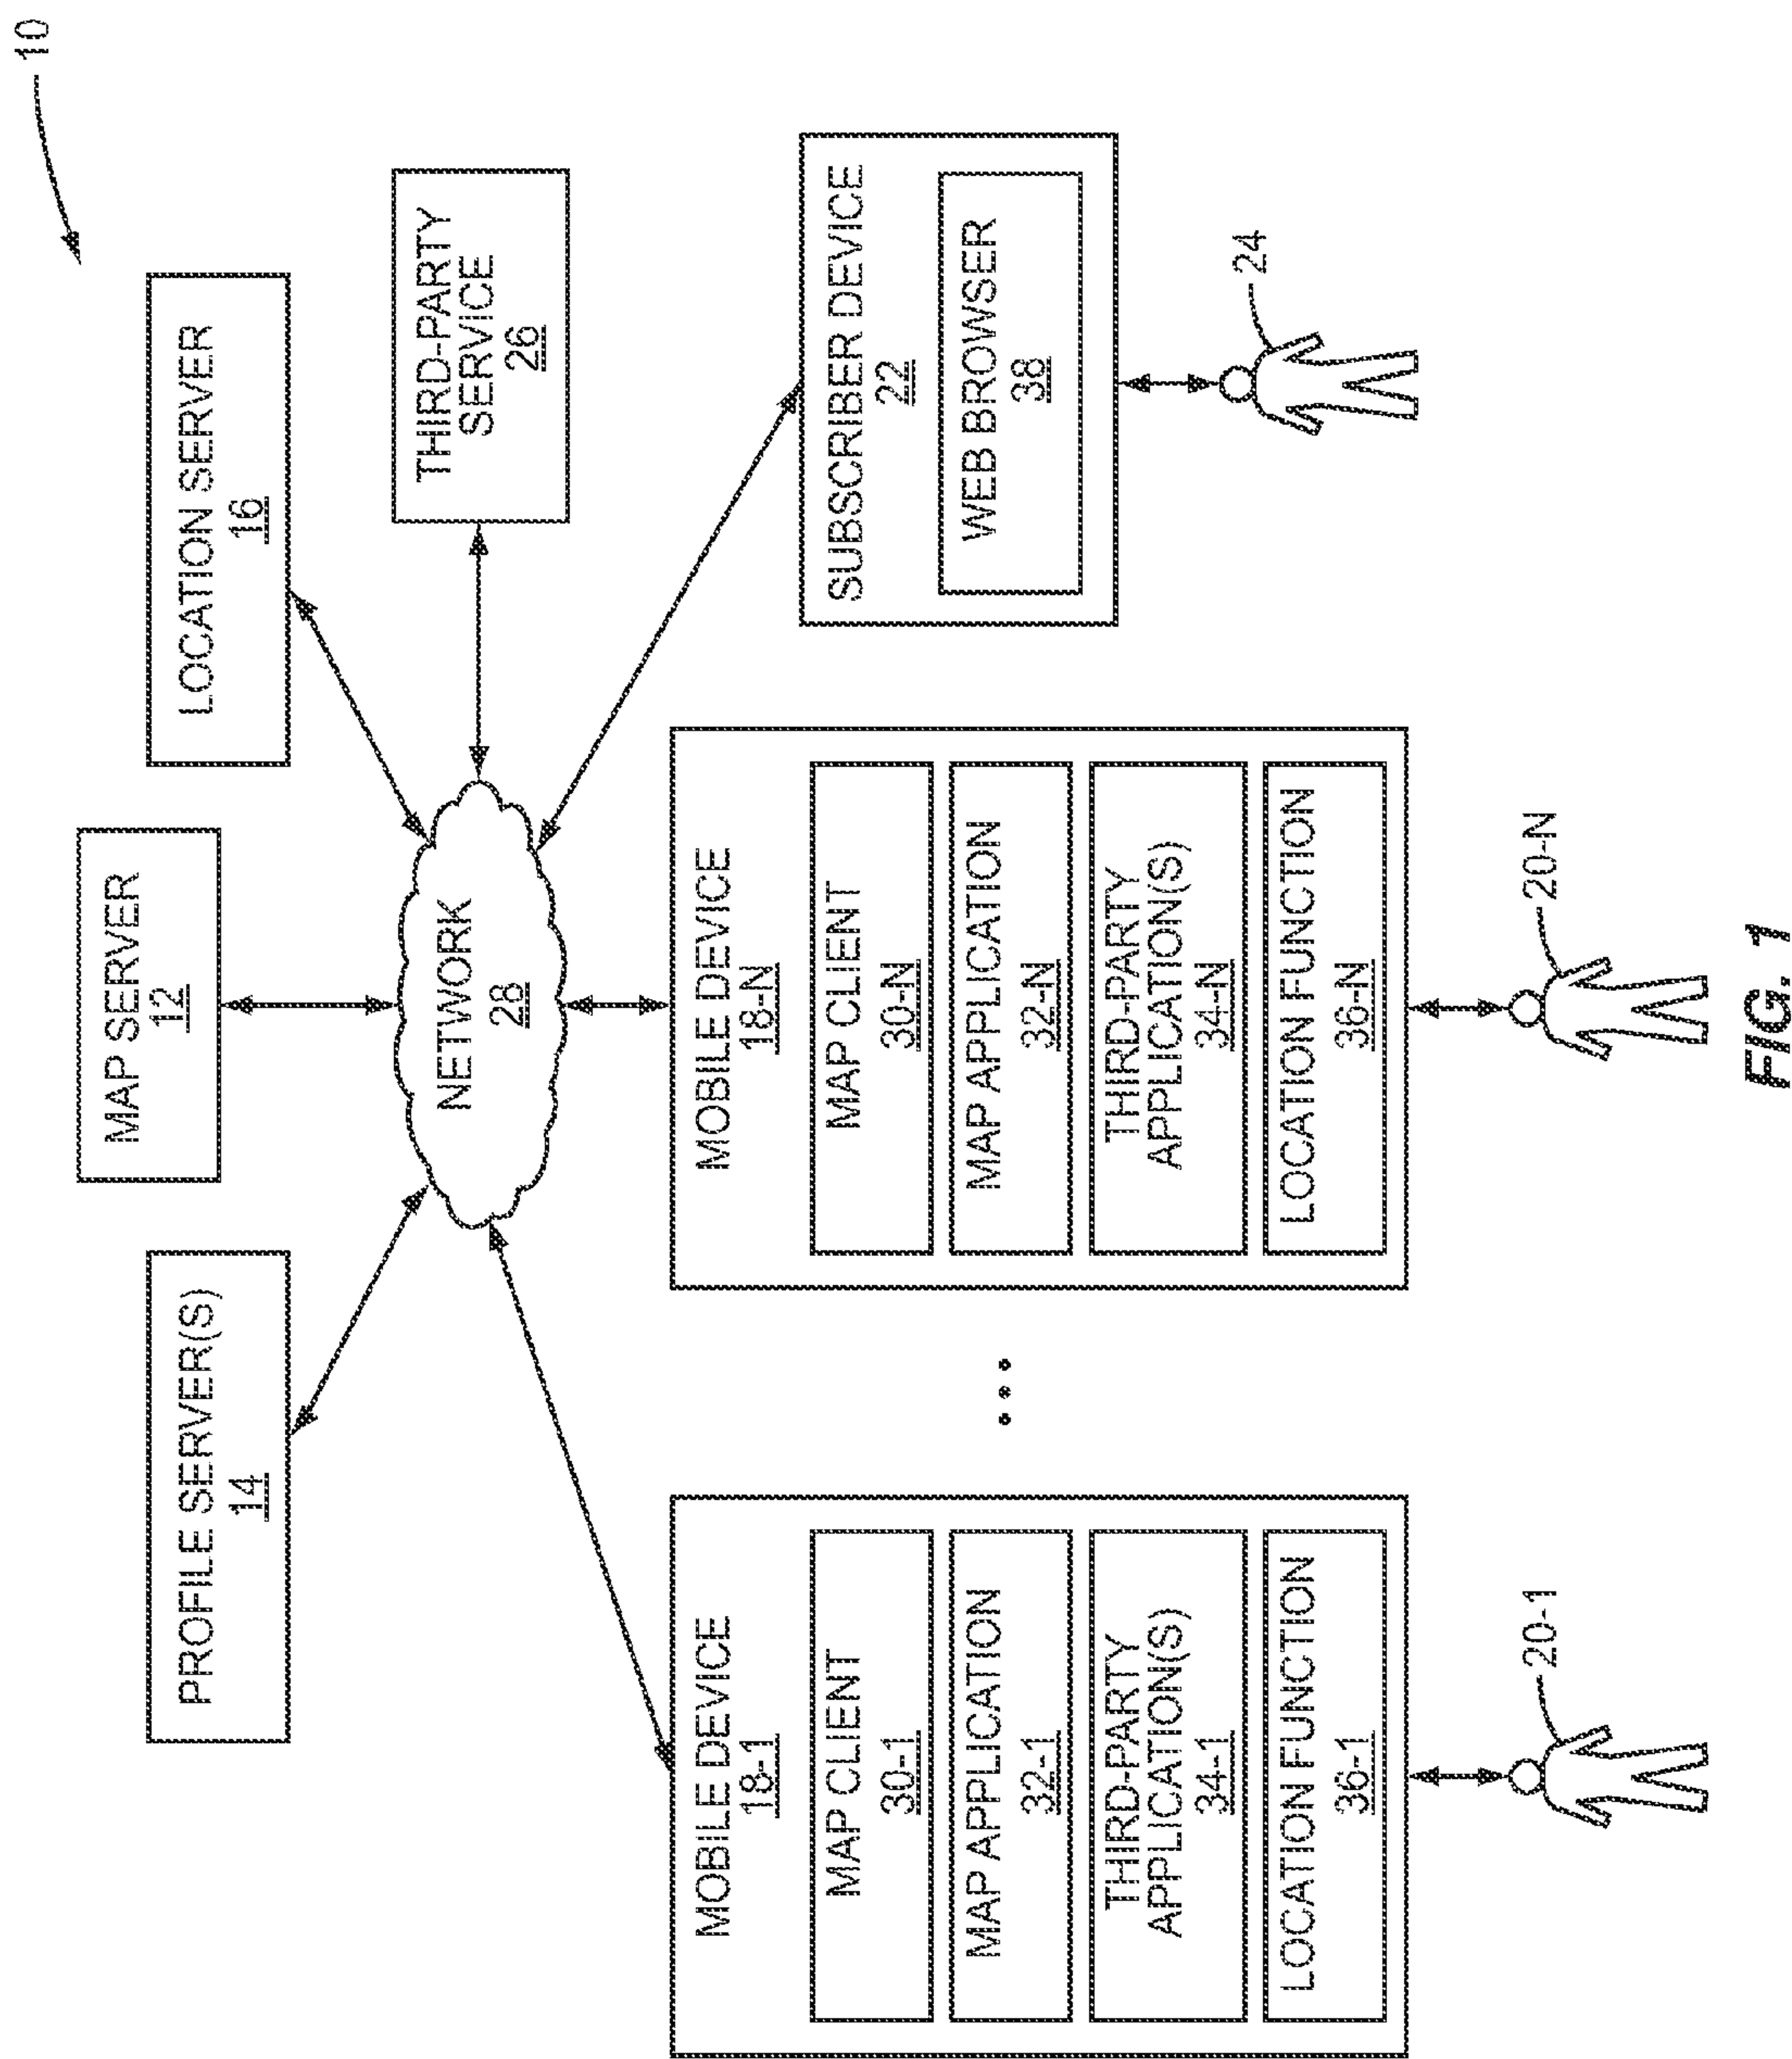 10
MAP SERVER
12
PROFILE SERVER(S)
14
LOCATION SERVER
16
NETWORK
28
THIRD-PARTY
SERVICE
26
MOBILE DEVICE
18-1
MAP CLIENT
30-1
MAP APPLICATION
32-1
THIRD-PARTY
APPLICATION(S)
34-1
LOCATION FUNCTION
36-1
20-1
...
MOBILE DEVICE
18-N
MAP CLIENT
30-N
MAP APPLICATION
32-N
THIRD-PARTY
APPLICATION(S)
34-N
LOCATION FUNCTION
36-N
20-N
SUBSCRIBER DEVICE
22
WEB BROWSER
38
24
FIG. 1